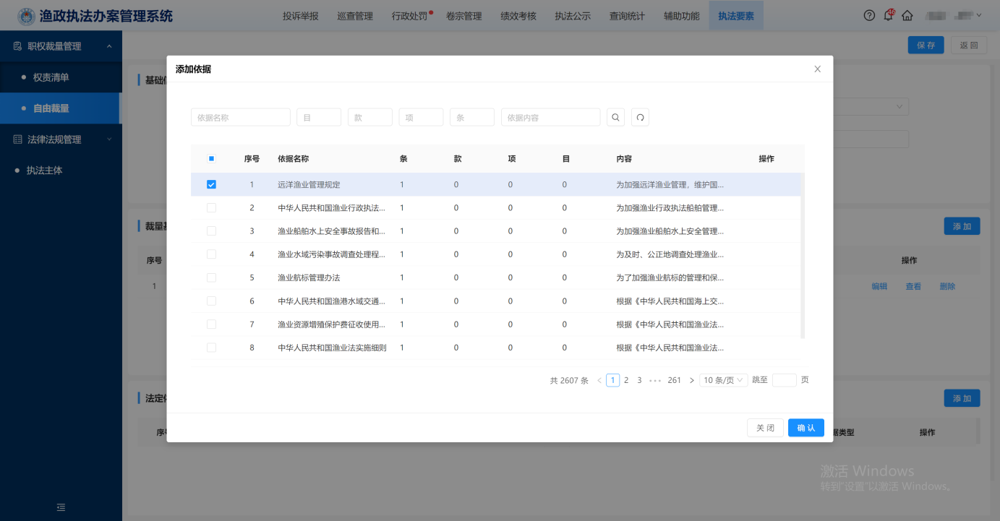 渔政执法办案管理系统
投诉举报 巡查管理 行政处罚 卷宗管理 绩效考核 执法公示 查询统计 辅助功能 执法要素
46
职权裁量管理
保 存 返 回
添加依据
权责清单
基础
自由裁量
依据名称 目 款 项 条 依据内容
法律法规管理
序号 依据名称 条 款 项 目 内容 操作
执法主体
1 远洋渔业管理规定 1 0 0 0 为加强远洋渔业管理，维护国...
2 中华人民共和国渔业行政执法... 1 0 0 0 为加强渔业行政执法船舶管理...
裁量 添 加
3 渔业船舶水上安全事故报告和... 1 0 0 0 为加强渔业船舶水上安全管理...
4 渔业水域污染事故调查处理程... 1 0 0 0 为及时、公正地调查处理渔业...
序号 操作
5 渔业航标管理办法 1 0 0 0 为了加强渔业航标的管理和保...
1 编辑 查看 删除
6 中华人民共和国渔港水域交通... 1 0 0 0 根据《中华人民共和国海上交...
7 渔业资源增殖保护费征收使用... 1 0 0 0 根据《中华人民共和国渔业法...
8 中华人民共和国渔业法实施细则 1 0 0 0 根据《中华人民共和国渔业法...
共 2607 条 < 1 2 3 ••• 261 > 10 条/页 跳至 页
法定 添 加
关 闭 确 认
序 据类型 操作
激活 Windows
转到"设置"以激活 Windows。